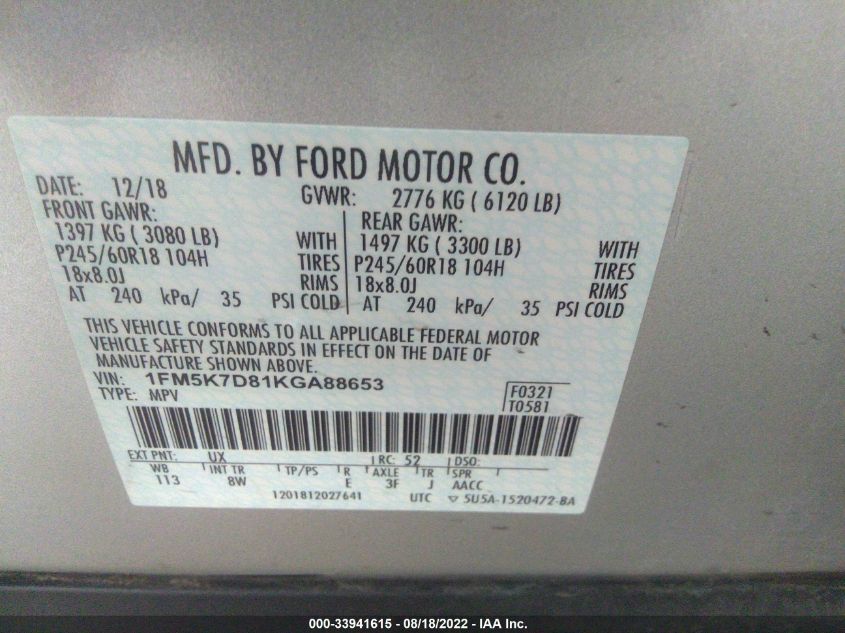 MFD. BY FORD MOTOR CO.
DATE: 12/18 GVWR: 2776 KG ( 6120 LB)
FRONT GAWR: REAR GAWR:
1397 KG ( 3080 LB) WITH 1497 KG ( 3300 LB) WITH
P245/60R18 104H TIRES P245/60R18 104H TIRES
18x8.0J RIMS 18x8.0J RIMS
AT 240 kPa/ 35 PSI COLD AT 240 kPa/ 35 PSI COLD
THIS VEHICLE CONFORMS TO ALL APPLICABLE FEDERAL MOTOR
VEHICLE SAFETY STANDARDS IN EFFECT ON THE DATE OF
MANUFACTURE SHOWN ABOVE.
VIN: 1FM5K7D81KGA88653
TYPE: MPV
F0321
T0581
EXT PNT: UX RC: 52 DSO:
WB INT TR TP/PS R AXLE TR SPR
113 8W E 3F J AACC
1201812027641 UTC 5U5A-1520472-BA
000-33941615 - 08/18/2022 - IAA Inc.